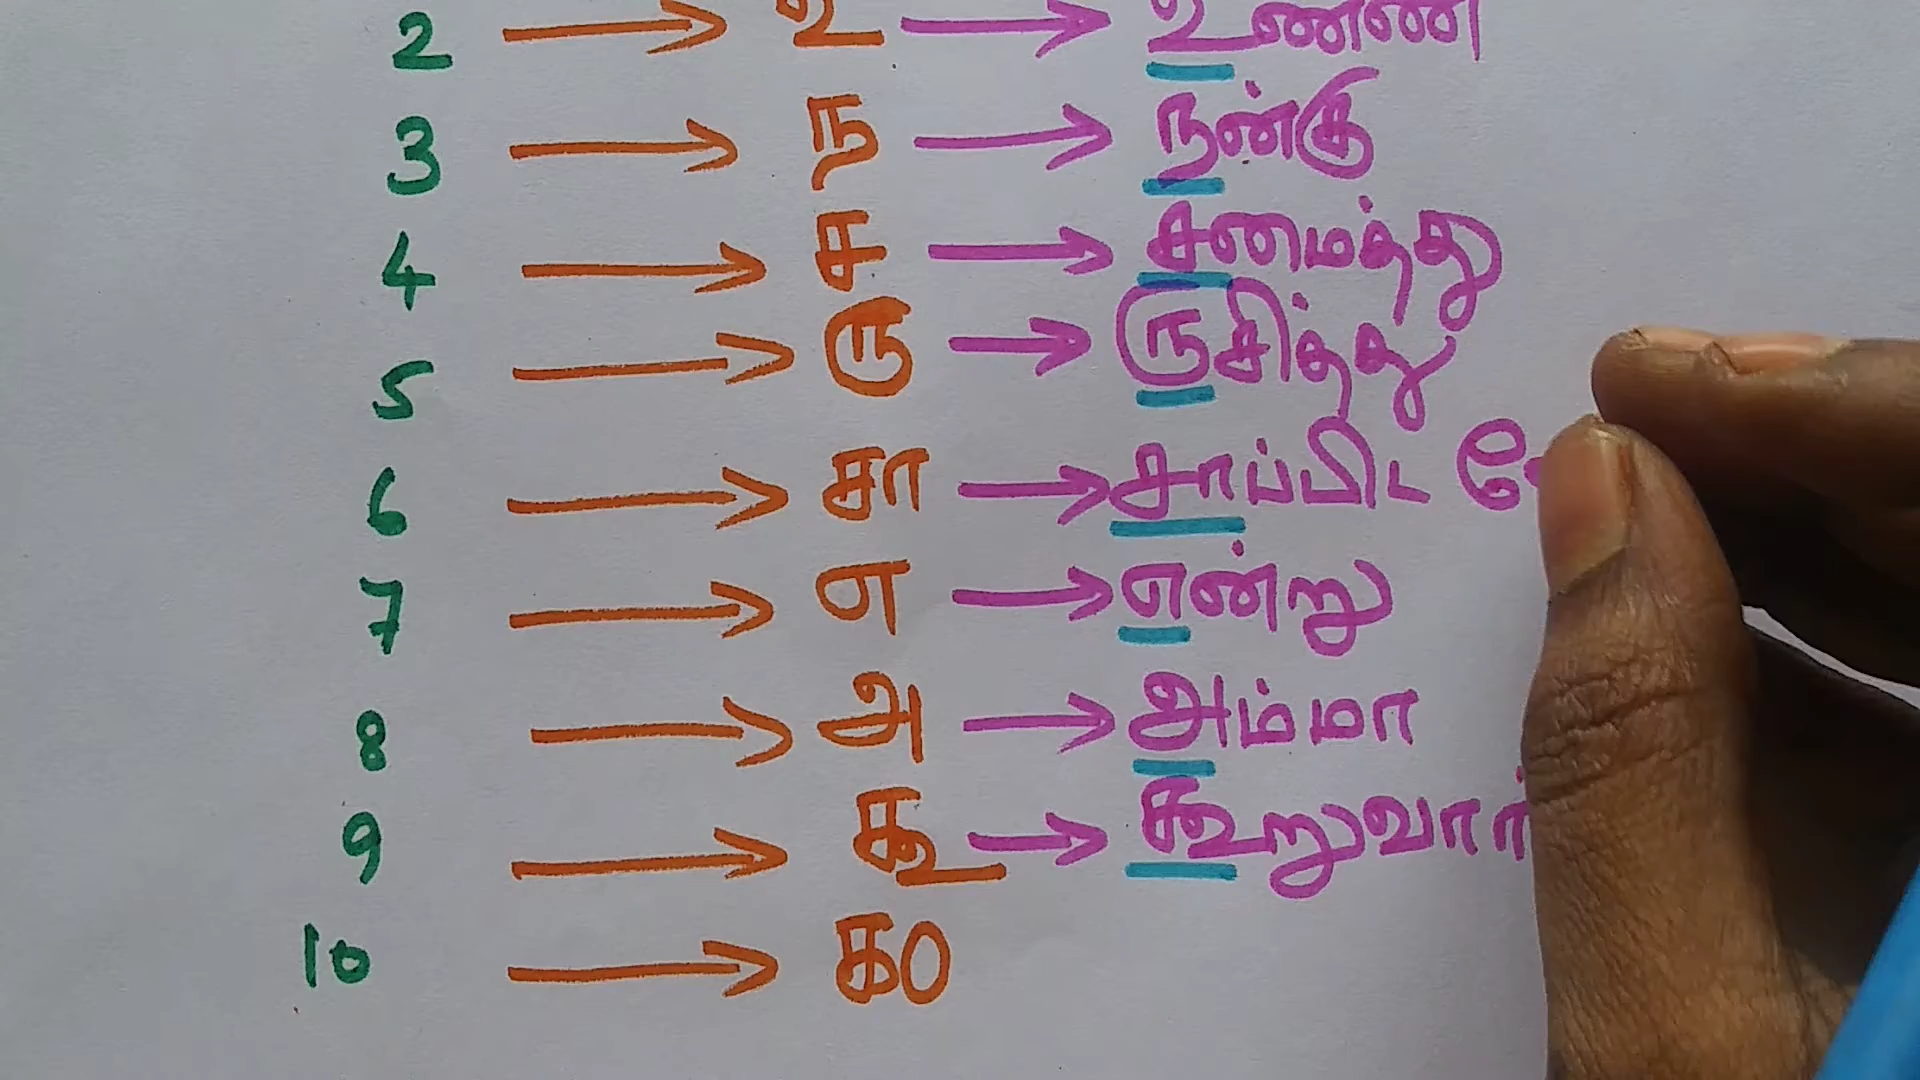 2 → உ → உண்ண
3 → ந → நன்கு
4 → ச → சமைத்து
5 → ரு → ருசித்து
6 → சா → சாப்பிட
7 → எ → என்று
8 → அ → அம்மா
9 → கூ → கூறுவார்
10 → க0